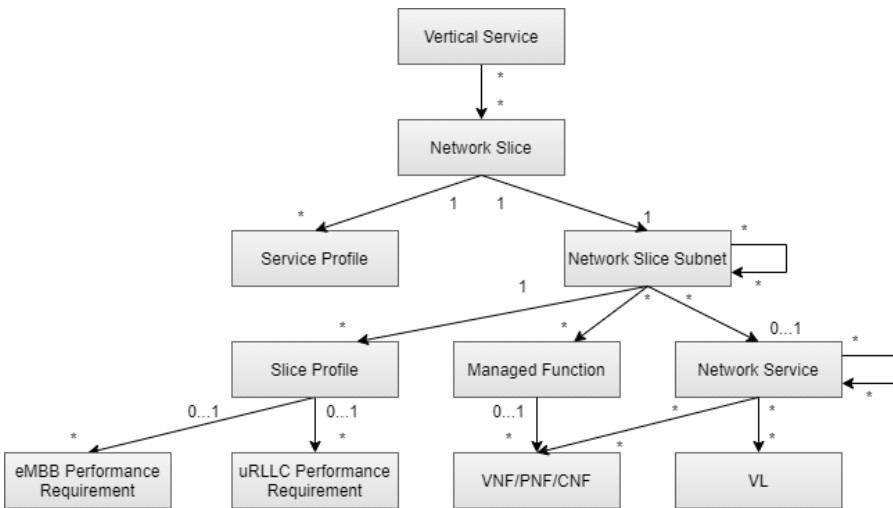 Vertical Service
*
*
Network Slice
* 1 1 1 *
Service Profile Network Slice Subnet
*
1 * *
* * 0...1 *
Slice Profile Managed Function Network Service
*
0...1 0...1 0...1 * *
* * * * *
eMBB Performance
Requirement
uRLLC Performance
Requirement
VNF/PNF/CNF VL